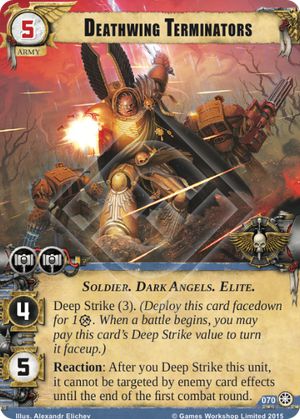 5
ARMY
Deathwing Terminators
Soldier. Dark Angels. Elite.
4
Deep Strike (3). (Deploy this card facedown
for 1. When a battle begins, you may
pay this card's Deep Strike value to turn
it faceup.)
5
Reaction: After you Deep Strike this unit,
it cannot be targeted by enemy card effects
until the end of the first combat round.
070
Illus. Alexandr Elichev
© Games Workshop Limited 2015